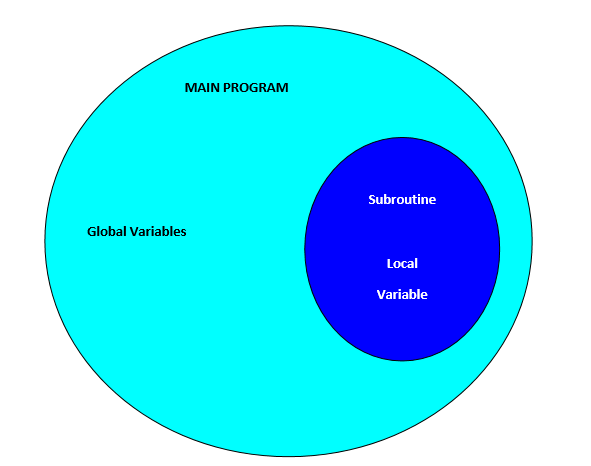 MAIN PROGRAM
Subroutine
Global Variables
Local
Variable